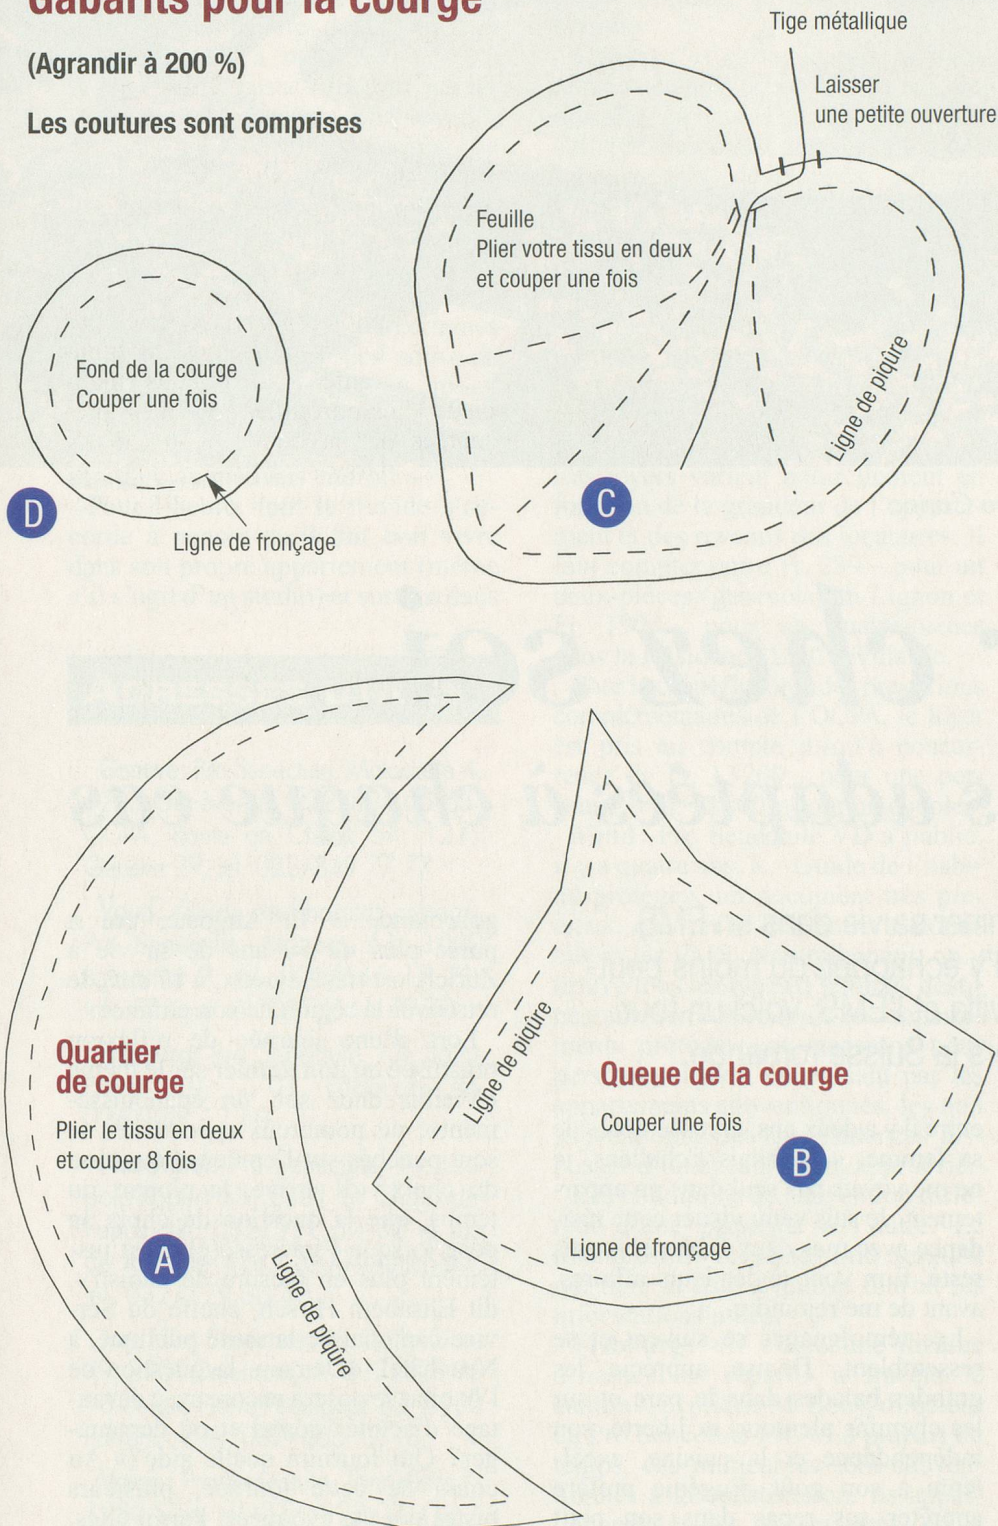 Gabarits pour la courge
(Agrandir à 200 %)
Les coutures sont comprises
Tige métallique
Laisser
une petite ouverture
Feuille
Plier votre tissu en deux
et couper une fois
Ligne de piqûre
C
Fond de la courge
Couper une fois
D
Ligne de fronçage
Quartier
de courge
Plier le tissu en deux
et couper 8 fois
A
Ligne de piqûre
Ligne de piqûre
Queue de la courge
Couper une fois
B
Ligne de fronçage